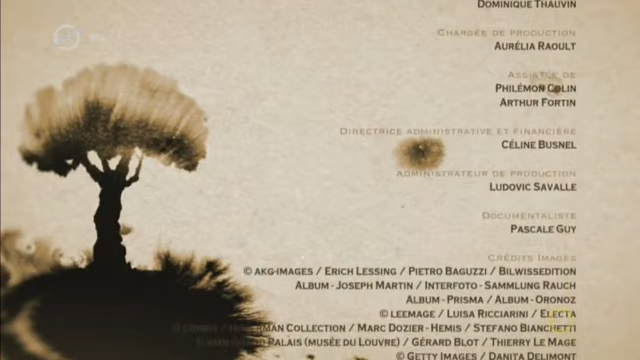 DOMINIQUE THAUVIN
CHARGÉE DE PRODUCTION
AURÉLIA RAOULT
ASSISTÉE DE
PHILÉMON COLIN
ARTHUR FORTIN
DIRECTRICE ADMINISTRATIVE ET FINANCIÈRE
CÉLINE BUSNEL
ADMINISTRATEUR DE PRODUCTION
LUDOVIC SAVALLE
DOCUMENTALISTE
PASCALE GUY
CRÉDITS IMAGES
© AKG-IMAGES / ERICH LESSING / PIETRO BAGUZZI / BILWISSEDITION
ALBUM - JOSEPH MARTIN / INTERFOTO - SAMMLUNG RAUCH
ALBUM - PRISMA / ALBUM - ORONOZ
© LEEMAGE / LUISA RICCIARINI / ELECTA
COLLECTION / MARC DOZIER - HEMIS / STEFANO BIANCHETTI
PALAIS (MUSÉE DU LOUVRE) / GÉRARD BLOT / THIERRY LE MAGE
© GETTY IMAGES / DANITA DELIMONT